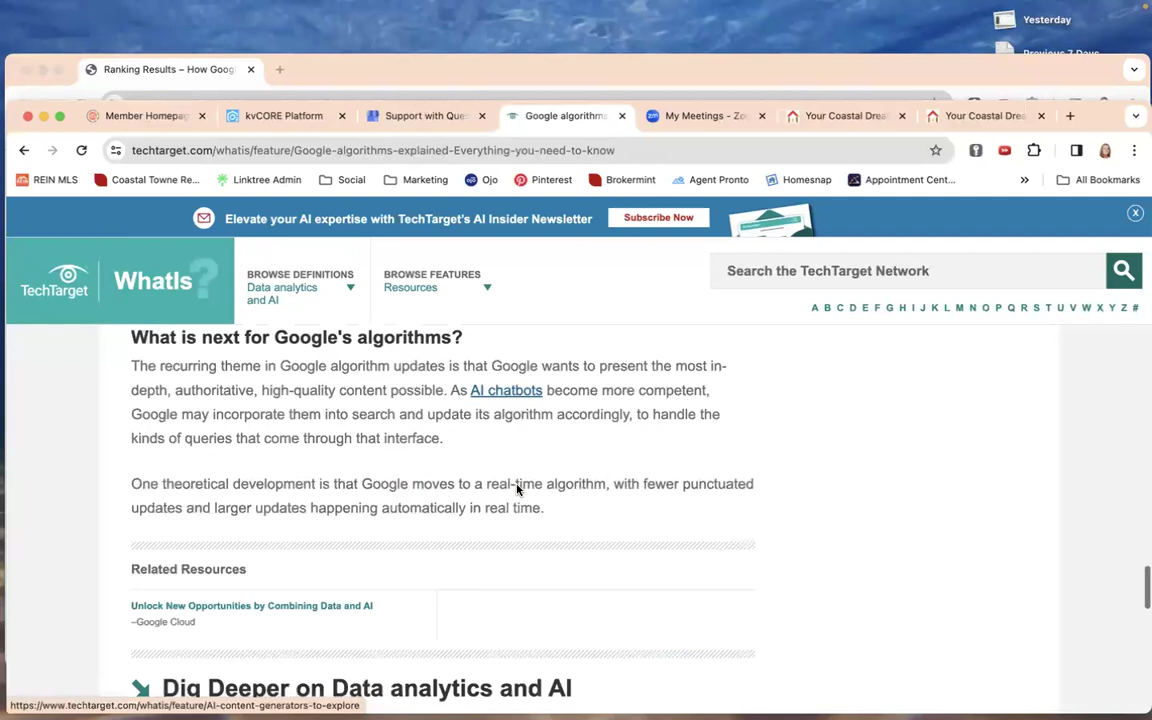 Yesterday
Previous 7 Days
Ranking Results – How Goog
Member Homepag
kvCORE Platform
Support with Que
Google algorithms
My Meetings - Zo
Your Coastal Drea
Your Coastal Drea
techtarget.com/whatis/feature/Google-algorithms-explained-Everything-you-need-to-know
REIN MLS
Coastal Towne Re...
Linktree Admin
Social
Marketing
Ojo
Pinterest
Brokermint
Agent Pronto
Homesnap
Appointment Cent...
»
All Bookmarks
Elevate your AI expertise with TechTarget's AI Insider Newsletter
Subscribe Now
X
TechTarget
WhatIs?
BROWSE DEFINITIONS
Data analytics
and AI
BROWSE FEATURES
Resources
Search the TechTarget Network
A B C D E F G H I J K L M N O P Q R S T U V W X Y Z #
What is next for Google's algorithms?
The recurring theme in Google algorithm updates is that Google wants to present the most in-
depth, authoritative, high-quality content possible. As AI chatbots become more competent,
Google may incorporate them into search and update its algorithm accordingly, to handle the
kinds of queries that come through that interface.
One theoretical development is that Google moves to a real-time algorithm, with fewer punctuated
updates and larger updates happening automatically in real time.
Related Resources
Unlock New Opportunities by Combining Data and AI
–Google Cloud
Dig Deeper on Data analytics and AI
https://www.techtarget.com/whatis/feature/AI-content-generators-to-explore